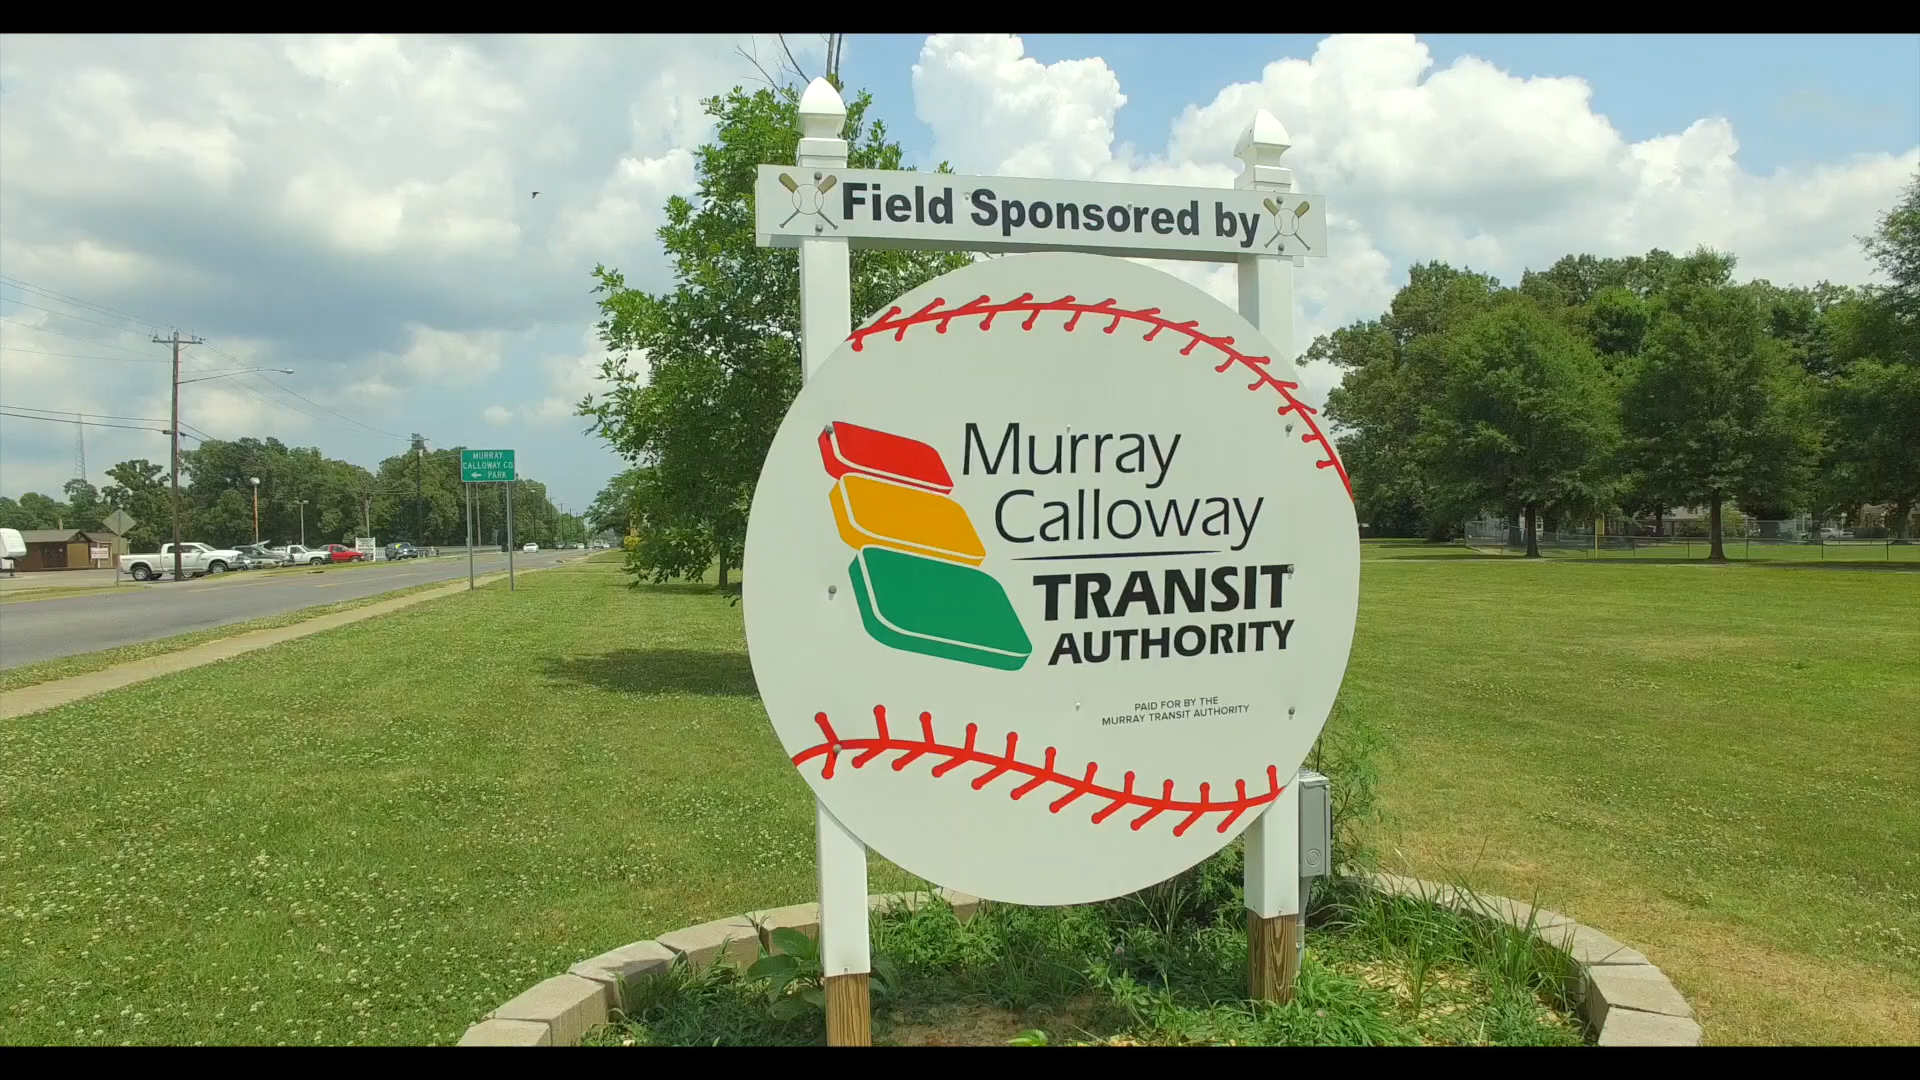 Field Sponsored by
Murray
Calloway
TRANSIT
AUTHORITY
PAID FOR BY THE
MURRAY TRANSIT AUTHORITY
MURRAY
CALLOWAY CO
← PARK